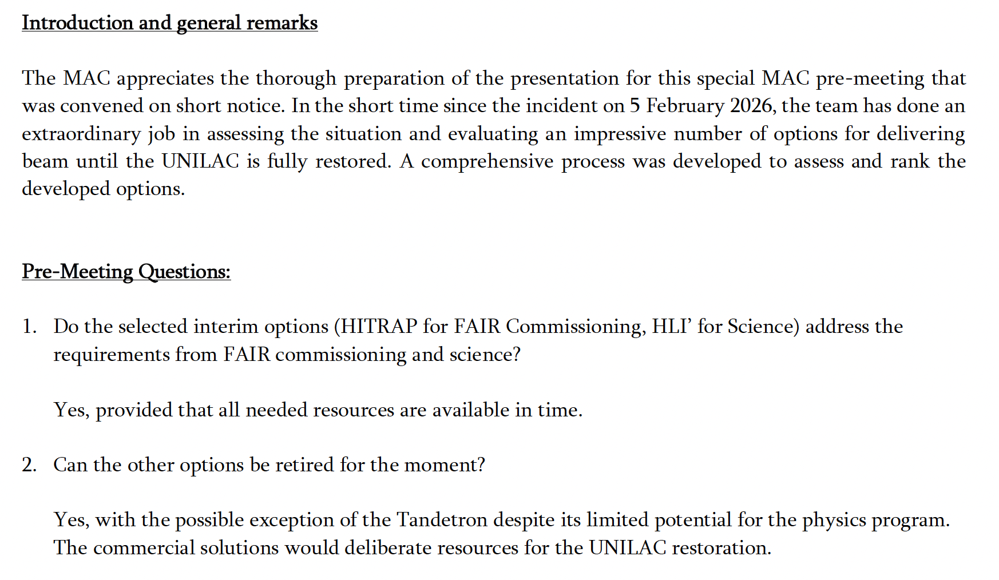 Introduction and general remarks
The MAC appreciates the thorough preparation of the presentation for this special MAC pre-meeting that
was convened on short notice. In the short time since the incident on 5 February 2026, the team has done an
extraordinary job in assessing the situation and evaluating an impressive number of options for delivering
beam until the UNILAC is fully restored. A comprehensive process was developed to assess and rank the
developed options.
Pre-Meeting Questions:
1. Do the selected interim options (HITRAP for FAIR Commissioning, HLI’ for Science) address the
requirements from FAIR commissioning and science?
Yes, provided that all needed resources are available in time.
2. Can the other options be retired for the moment?
Yes, with the possible exception of the Tandetron despite its limited potential for the physics program.
The commercial solutions would deliberate resources for the UNILAC restoration.